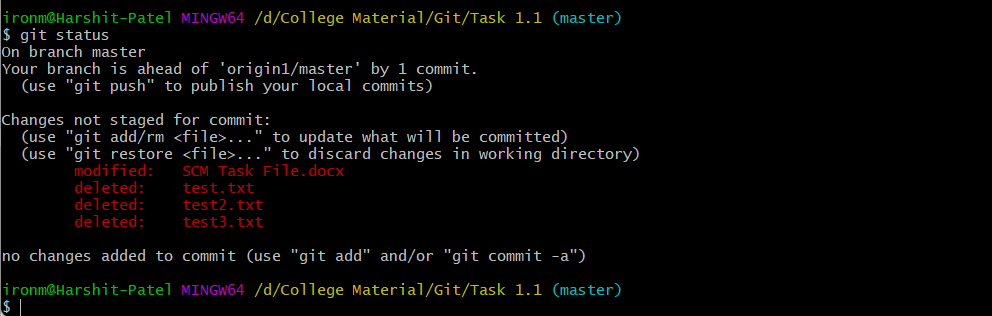 ironm@Harshit-Patel MINGW64 /d/College Material/Git/Task 1.1 (master)
$ git status
On branch master
Your branch is ahead of 'origin1/master' by 1 commit.
  (use "git push" to publish your local commits)

Changes not staged for commit:
  (use "git add/rm <file>..." to update what will be committed)
  (use "git restore <file>..." to discard changes in working directory)
        modified:   SCM Task File.docx
        deleted:    test.txt
        deleted:    test2.txt
        deleted:    test3.txt

no changes added to commit (use "git add" and/or "git commit -a")

ironm@Harshit-Patel MINGW64 /d/College Material/Git/Task 1.1 (master)
$